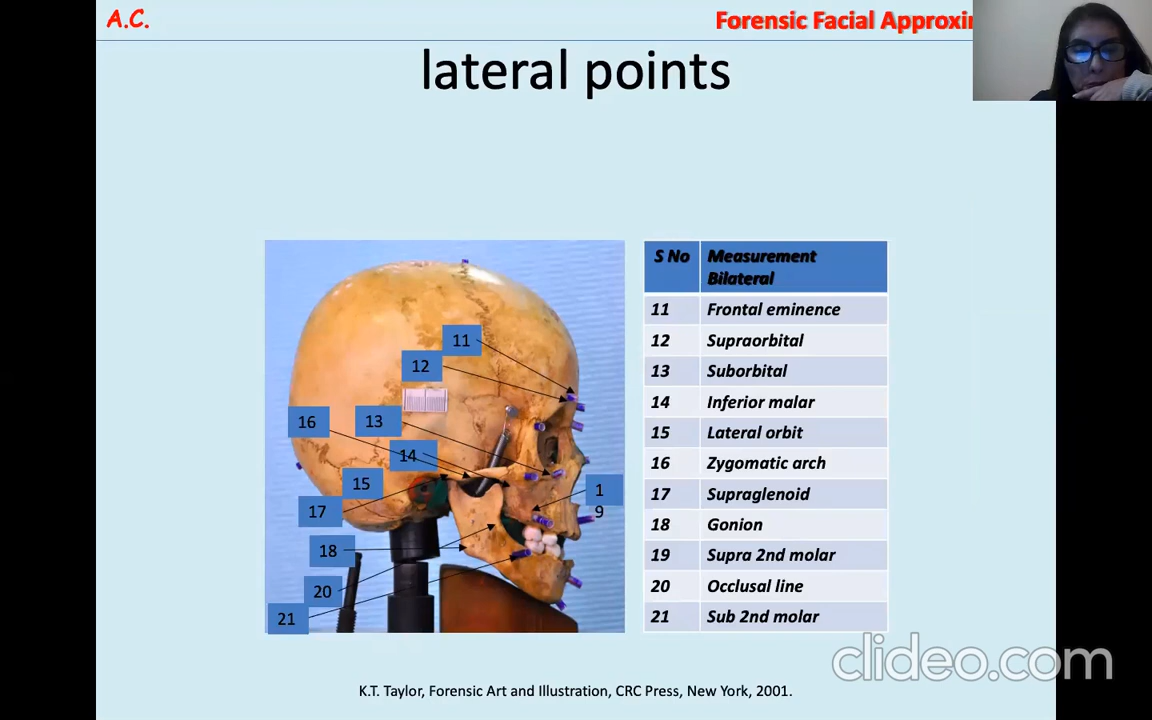 A.C.
Forensic Facial
lateral points
11
12
16
13
14
15
1
9
17
18
20
21
S No Measurement
Bilateral
11 Frontal eminence
12 Supraorbital
13 Suborbital
14 Inferior malar
15 Lateral orbit
16 Zygomatic arch
17 Supraglenoid
18 Gonion
19 Supra 2nd molar
20 Occlusal line
21 Sub 2nd molar
clideo.com
K.T. Taylor, Forensic Art and Illustration, CRC Press, New York, 2001.